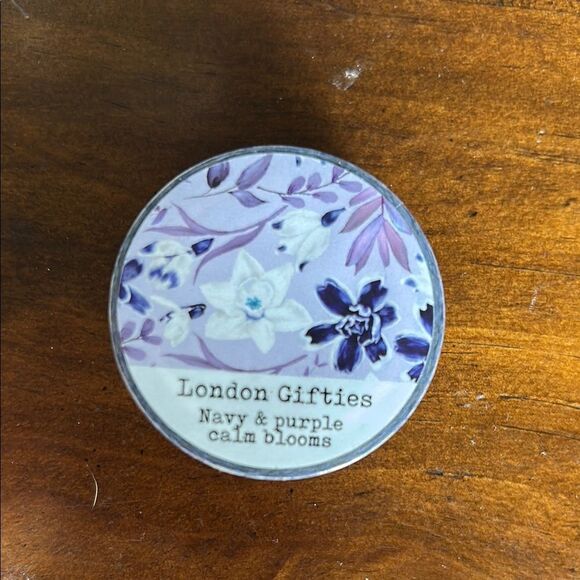 London Gifties
Navy & purple
calm blooms